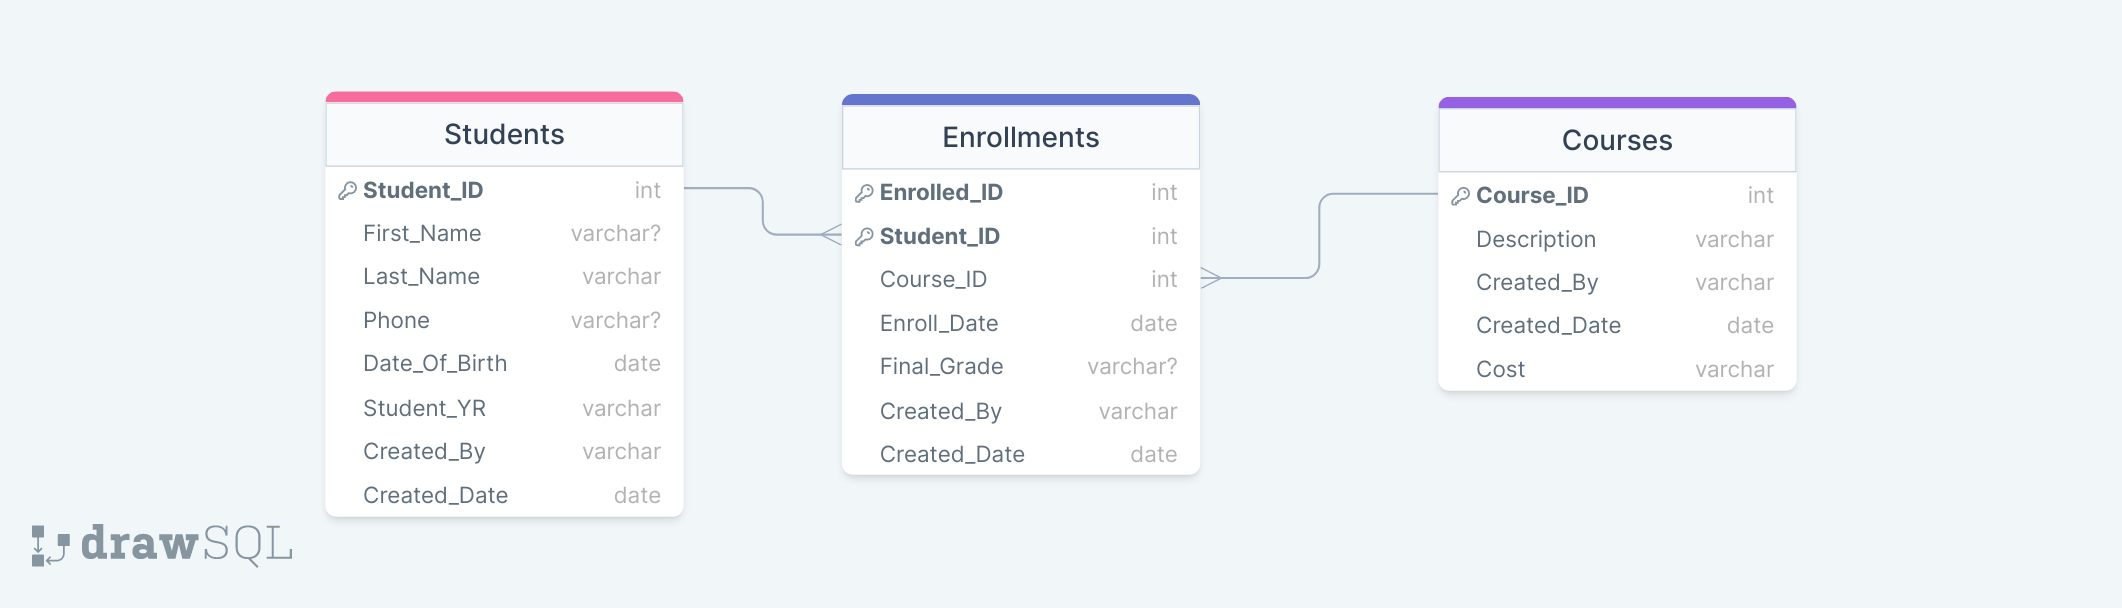 Students
Student_ID int
First_Name varchar?
Last_Name varchar
Phone varchar?
Date_Of_Birth date
Student_YR varchar
Created_By varchar
Created_Date date
Enrollments
Enrolled_ID int
Student_ID int
Course_ID int
Enroll_Date date
Final_Grade varchar?
Created_By varchar
Created_Date date
Courses
Course_ID int
Description varchar
Created_By varchar
Created_Date date
Cost varchar
drawSQL